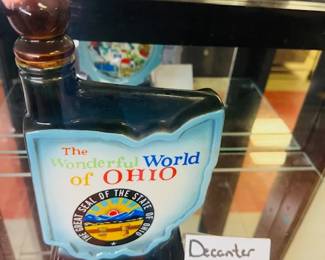 The
Wonderful World
of OHIO
THE GREAT SEAL OF THE STATE OF OHIO
Decanter